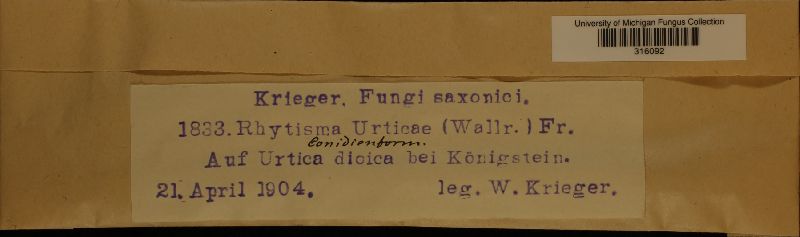 University of Michigan Fungus Collection
316092
Krieger, Fungi saxonici.
1833. Rhytisma Urticae (Wallr.) Fr.
Conidienform.
Auf Urtica dioica bei Königstein.
21. April 1904. leg. W. Krieger.